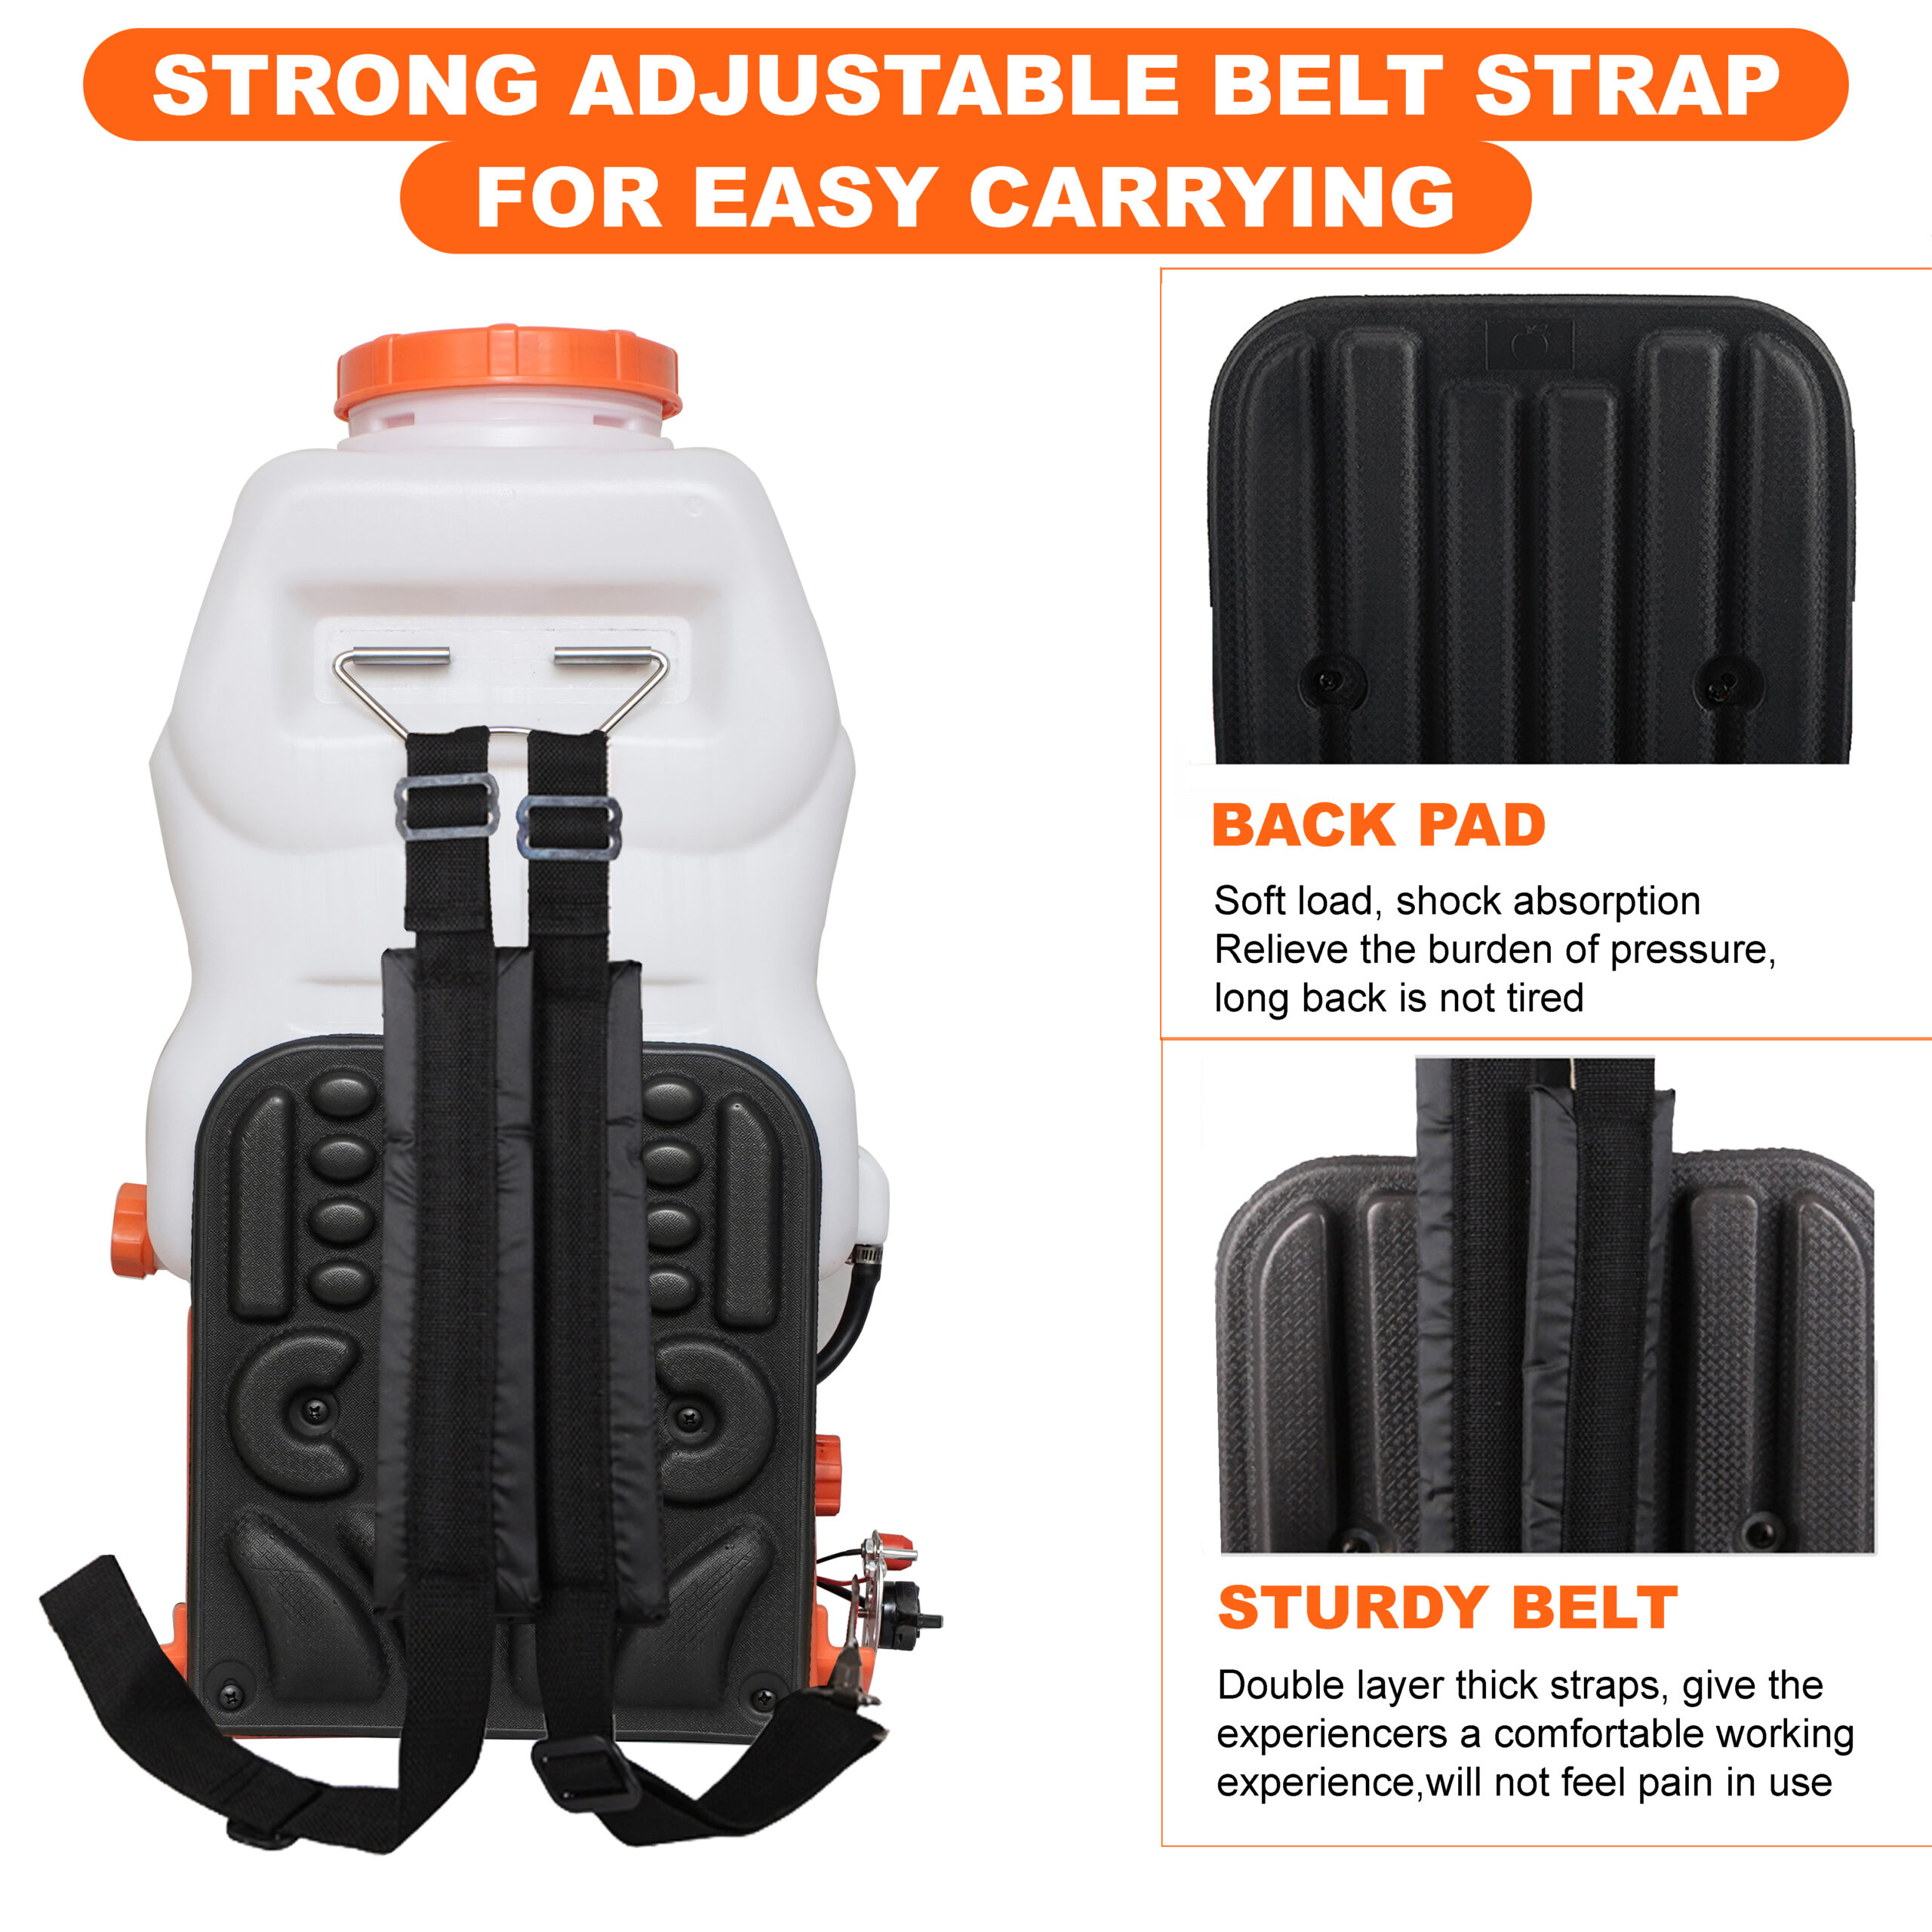 STRONG ADJUSTABLE BELT STRAP
FOR EASY CARRYING
BACK PAD
Soft load, shock absorption
Relieve the burden of pressure,
long back is not tired
STURDY BELT
Double layer thick straps, give the
experiencers a comfortable working
experience,will not feel pain in use